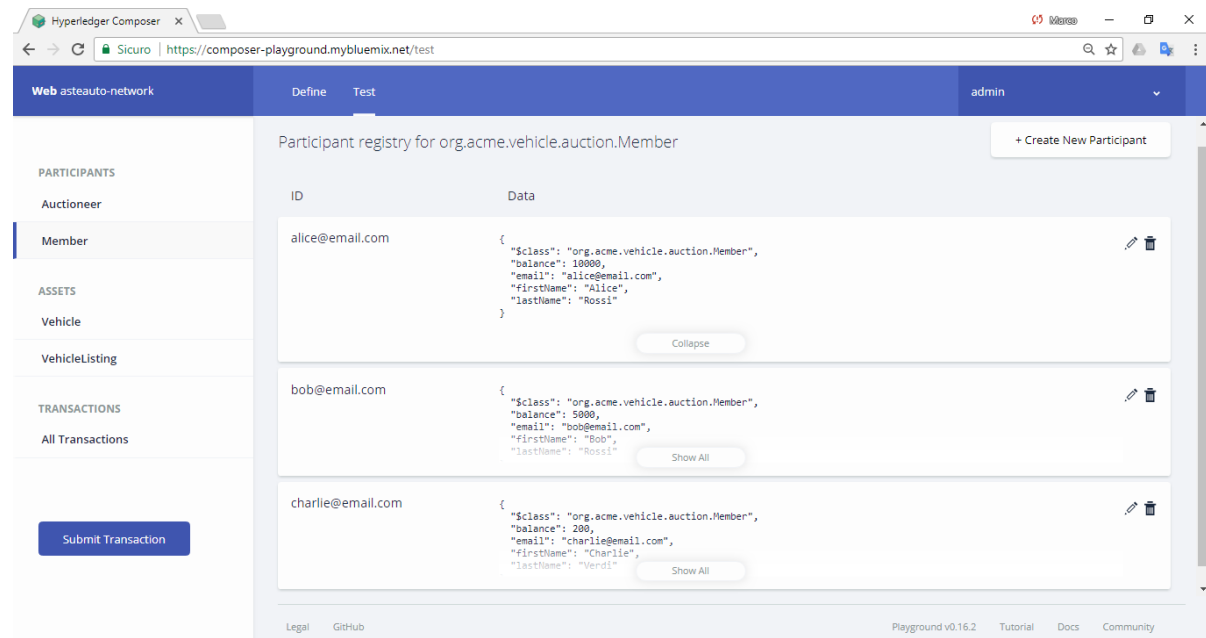 Hyperledger Composer
Marco
Sicuro https://composer-playground.mybluemix.net/test
Web asteauto-network
Define Test
admin
Participant registry for org.acme.vehicle.auction.Member
+ Create New Participant
PARTICIPANTS
Auctioneer
Member
ASSETS
Vehicle
VehicleListing
TRANSACTIONS
All Transactions
Submit Transaction
ID Data
alice@email.com
{
"$class": "org.acme.vehicle.auction.Member",
"balance": 10000,
"email": "alice@email.com",
"firstName": "Alice",
"lastName": "Rossi"
}
Collapse
bob@email.com
{
"$class": "org.acme.vehicle.auction.Member",
"balance": 5000,
"email": "bob@email.com",
"firstName": "Bob",
"lastName": "Rossi"
Show All
charlie@email.com
{
"$class": "org.acme.vehicle.auction.Member",
"balance": 200,
"email": "charlie@email.com",
"firstName": "Charlie",
"lastName": "Verdi"
Show All
Legal GitHub
Playground v0.16.2 Tutorial Docs Community